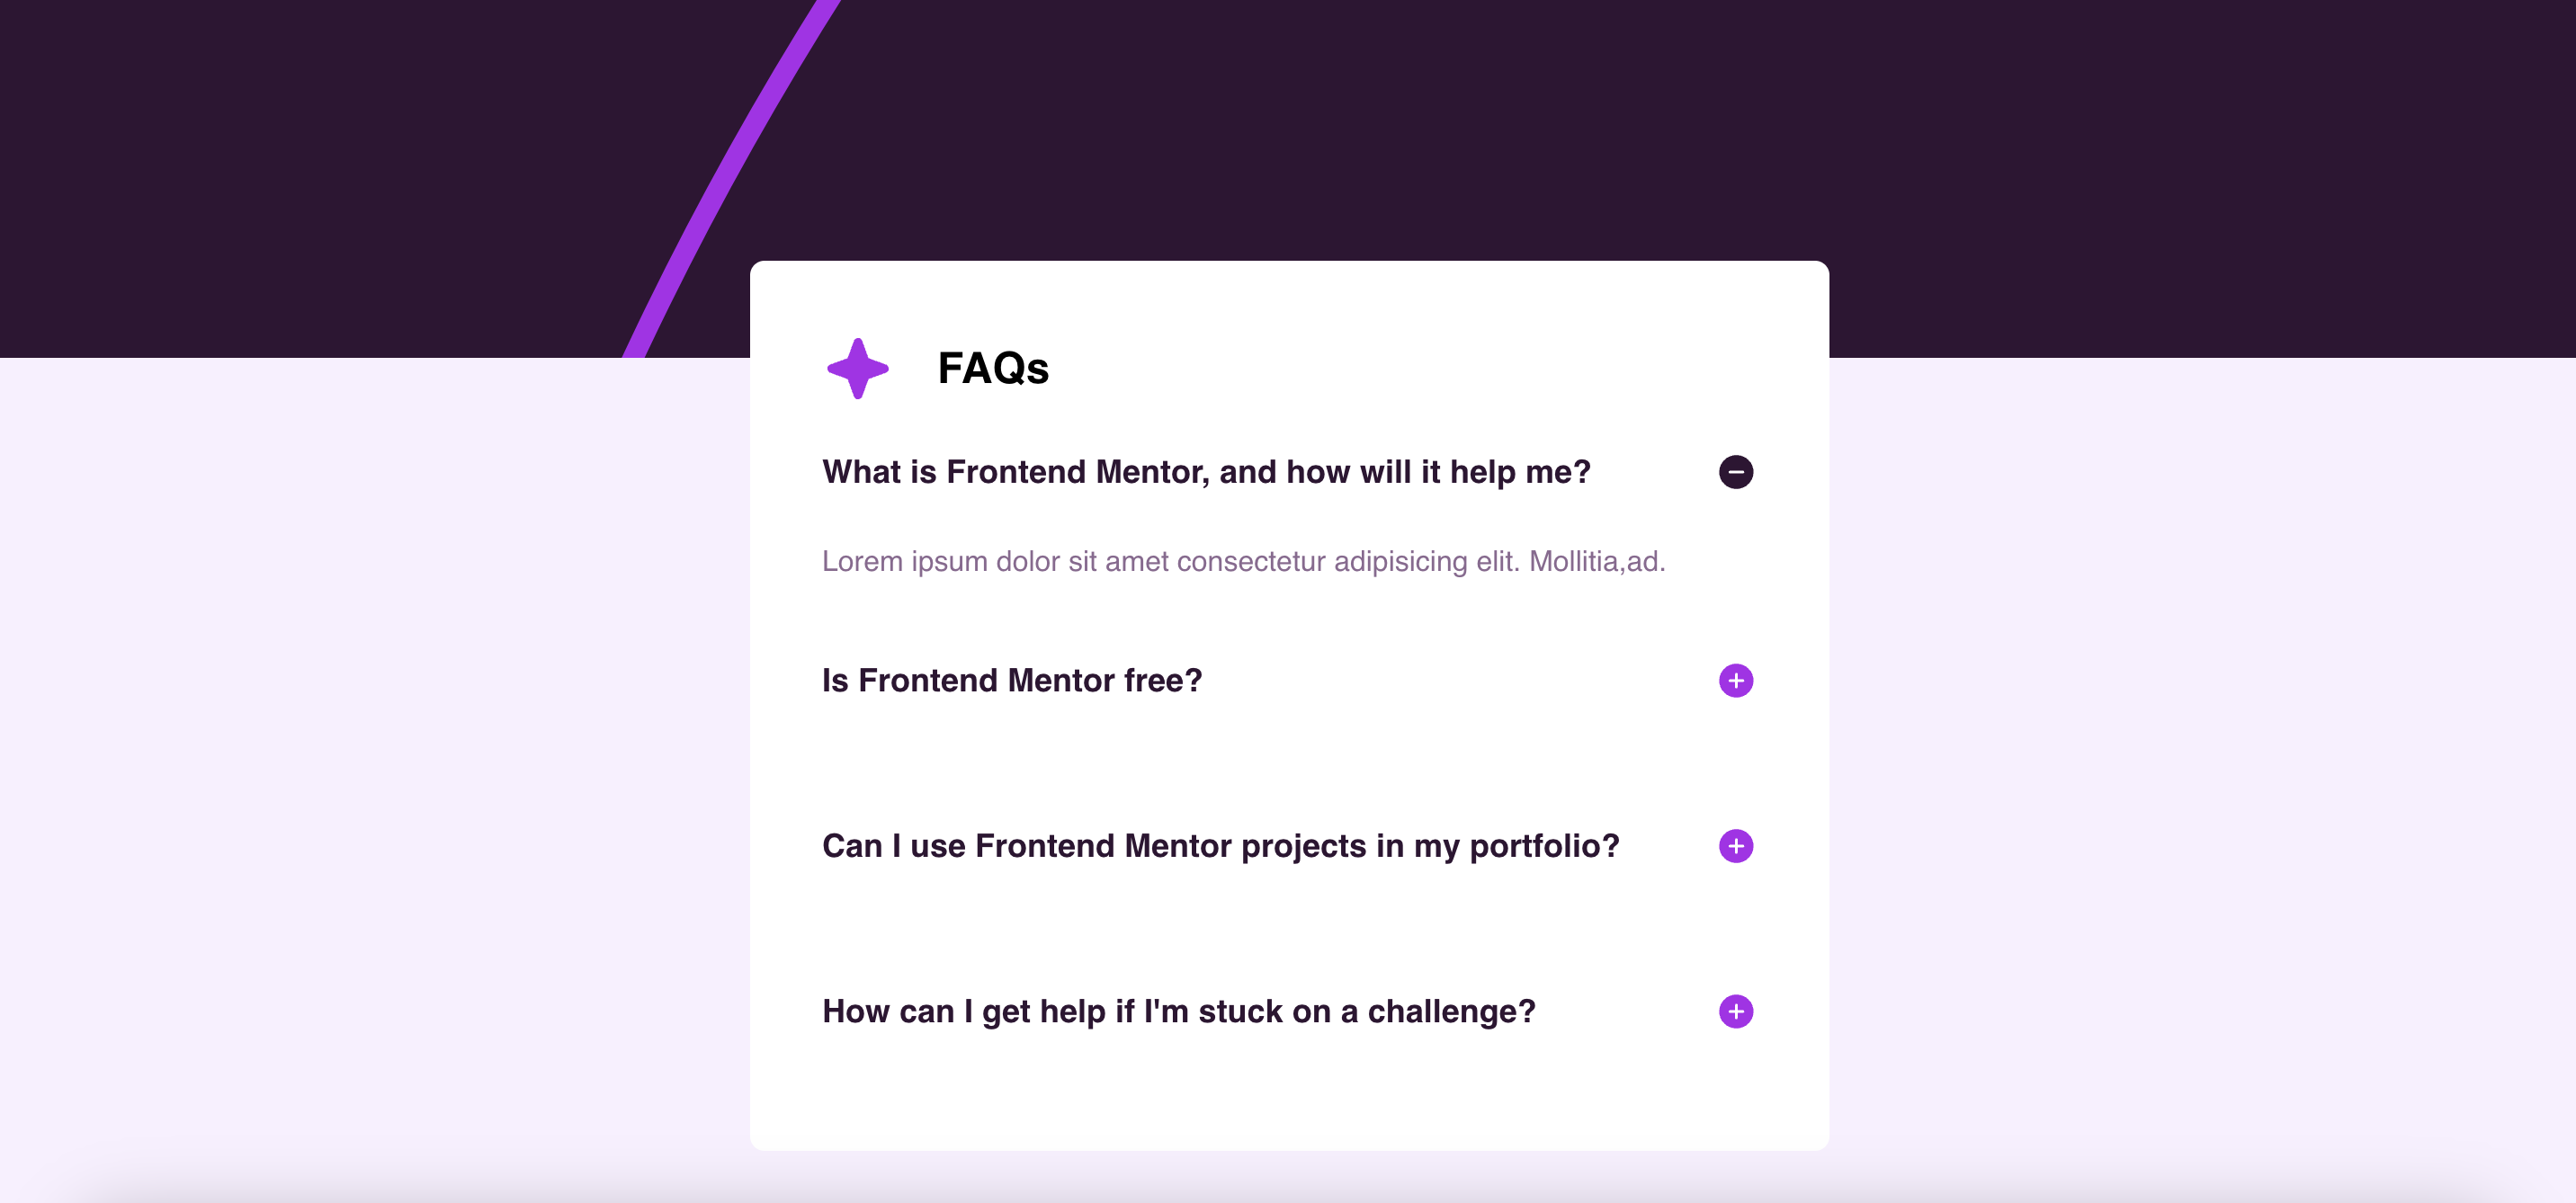 FAQs
What is Frontend Mentor, and how will it help me?
Lorem ipsum dolor sit amet consectetur adipisicing elit. Mollitia,ad.
Is Frontend Mentor free?
Can I use Frontend Mentor projects in my portfolio?
How can I get help if I'm stuck on a challenge?